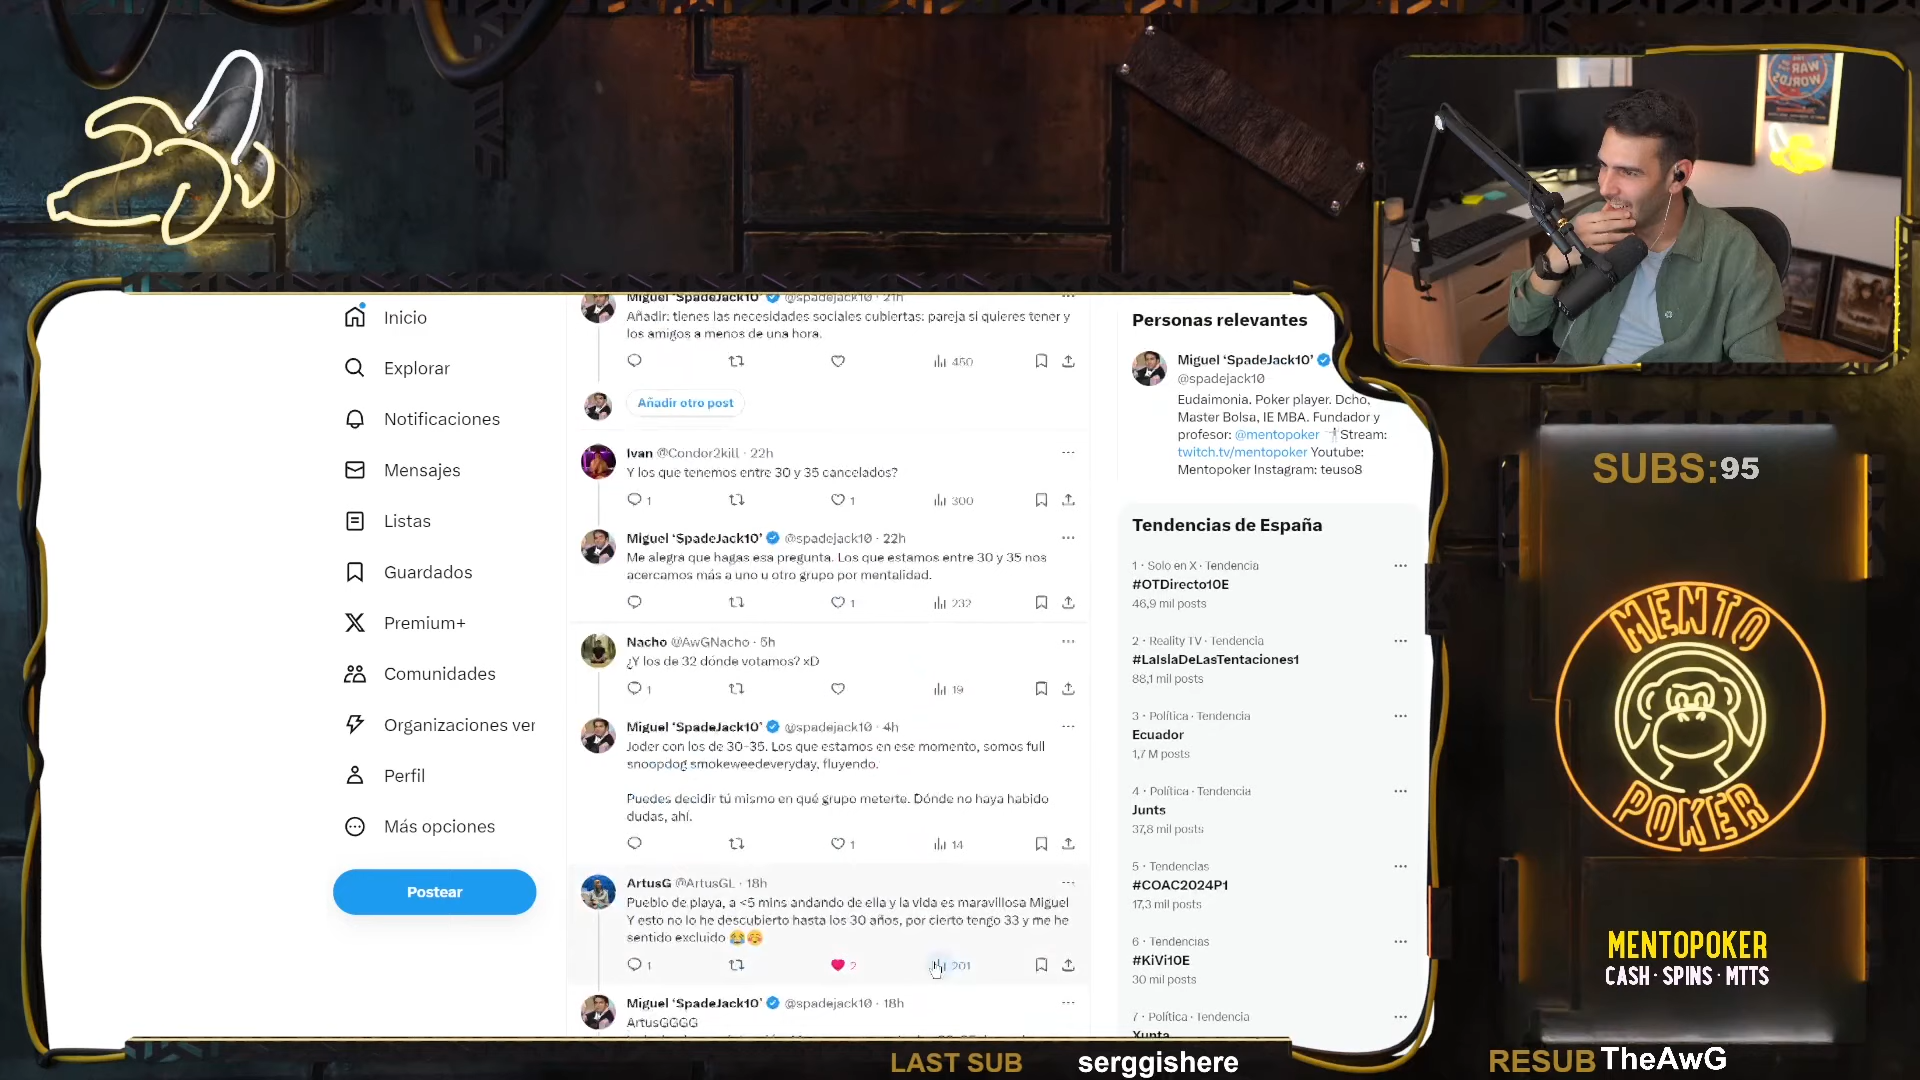 WAR
WORLDS
Inicio
Explorar
Notificaciones
Mensajes
Listas
Guardados
Premium+
Comunidades
Organizaciones ver
Perfil
Más opciones
Postear
Miguel ‘SpadeJack10’ @spadejack10 · 21h
Añadir: tienes las necesidades sociales cubiertas: pareja si quieres tener y
los amigos a menos de una hora.
450
Añadir otro post
Ivan @Condor2kill · 22h
Y los que tenemos entre 30 y 35 cancelados?
1 1 300
Miguel ‘SpadeJack10’ @spadejack10 · 22h
Me alegra que hagas esa pregunta. Los que estamos entre 30 y 35 nos
acercamos más a uno u otro grupo por mentalidad.
1 232
Nacho @AwGNacho · 5h
¿Y los de 32 dónde votamos? xD
1 19
Miguel ‘SpadeJack10’ @spadejack10 · 4h
Joder con los de 30-35. Los que estamos en ese momento, somos full
snoopdog smokeweedeveryday, fluyendo.
Puedes decidir tú mismo en qué grupo meterte. Dónde no haya habido
dudas, ahí.
1 14
ArtusG @ArtusGL · 18h
Pueblo de playa, a <5 mins andando de ella y la vida es maravillosa Miguel
Y esto no lo he descubierto hasta los 30 años, por cierto tengo 33 y me he
sentido excluido 😂☺️
1 2 201
Miguel ‘SpadeJack10’ @spadejack10 · 18h
ArtusGGGG
Personas relevantes
Miguel ‘SpadeJack10’
@spadejack10
Eudaimonia. Poker player. Dcho,
Master Bolsa, IE MBA. Fundador y
profesor: @mentopoker Stream:
twitch.tv/mentopoker Youtube:
Mentopoker Instagram: teuso8
Tendencias de España
1 · Solo en X · Tendencia
#OTDirecto10E
46,9 mil posts
2 · Reality TV · Tendencia
#LaIslaDeLasTentaciones1
88,1 mil posts
3 · Política · Tendencia
Ecuador
1,7 M posts
4 · Política · Tendencia
Junts
37,8 mil posts
5 · Tendencias
#COAC2024P1
17,3 mil posts
6 · Tendencias
#KiVi10E
30 mil posts
7 · Política · Tendencia
Xunta
SUBS:95
MENTO
POKER
MENTOPOKER
CASH · SPINS · MTTS
LAST SUB serggishere
RESUB TheAwG